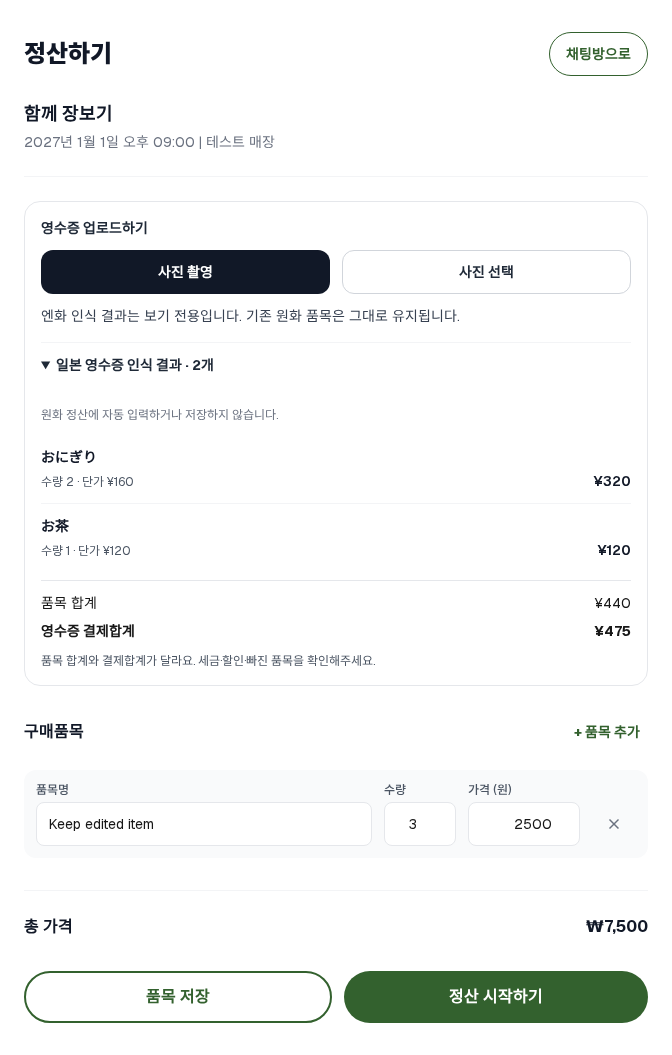 정산하기
채팅방으로
함께 장보기
2027년 1월 1일 오후 09:00 | 테스트 매장
영수증 업로드하기
사진 촬영
사진 선택
엔화 인식 결과는 보기 전용입니다. 기존 원화 품목은 그대로 유지됩니다.
▼ 일본 영수증 인식 결과 · 2개
원화 정산에 자동 입력하거나 저장하지 않습니다.
おにぎり
수량 2 · 단가 ¥160
¥320
お茶
수량 1 · 단가 ¥120
¥120
품목 합계
¥440
영수증 결제합계
¥475
품목 합계와 결제합계가 달라요. 세금·할인·빠진 품목을 확인해주세요.
구매품목
+ 품목 추가
품목명
수량
가격 (원)
Keep edited item
3
2500
×
총 가격
₩7,500
품목 저장
정산 시작하기